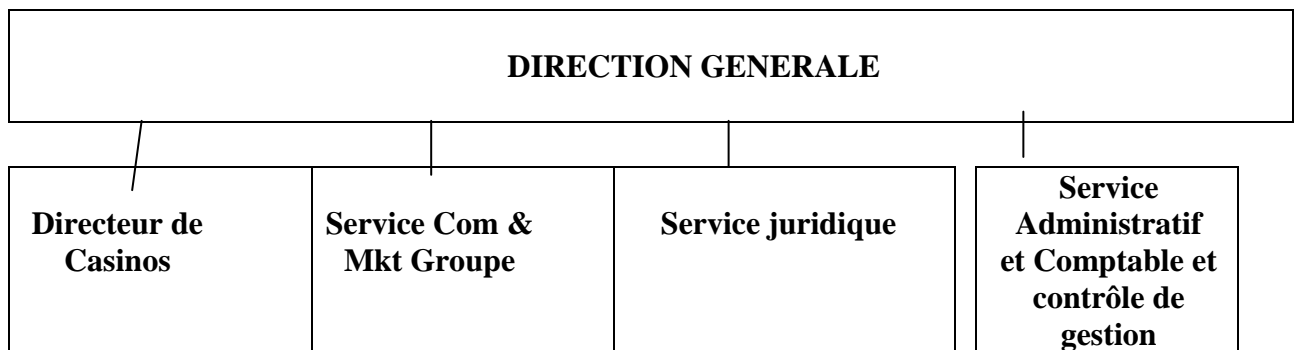 DIRECTION GENERALE
Directeur de
Casinos
Service Com &
Mkt Groupe
Service juridique
Service
Administratif
et Comptable et
contrôle de
gestion